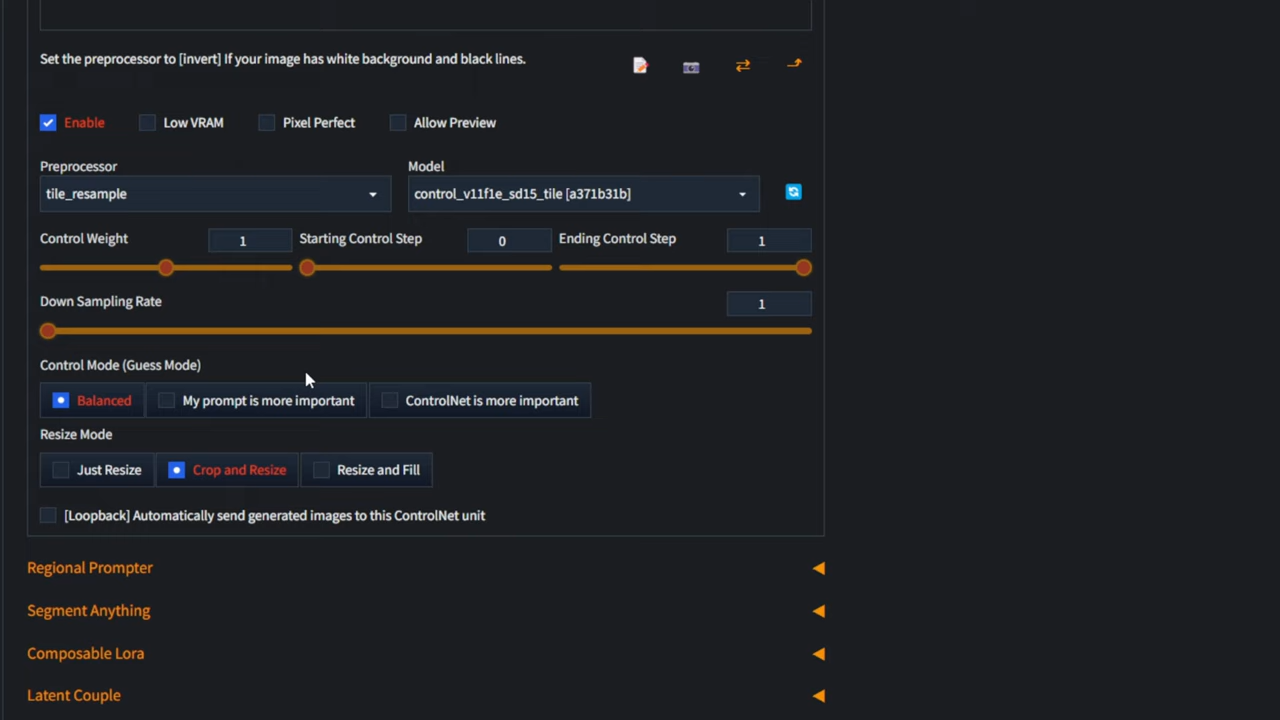 Set the preprocessor to [invert] If your image has white background and black lines.
Enable Low VRAM Pixel Perfect Allow Preview
Preprocessor Model
tile_resample control_v11f1e_sd15_tile [a371b31b]
Control Weight 1 Starting Control Step 0 Ending Control Step 1
Down Sampling Rate 1
Control Mode (Guess Mode)
Balanced My prompt is more important ControlNet is more important
Resize Mode
Just Resize Crop and Resize Resize and Fill
[Loopback] Automatically send generated images to this ControlNet unit
Regional Prompter
Segment Anything
Composable Lora
Latent Couple